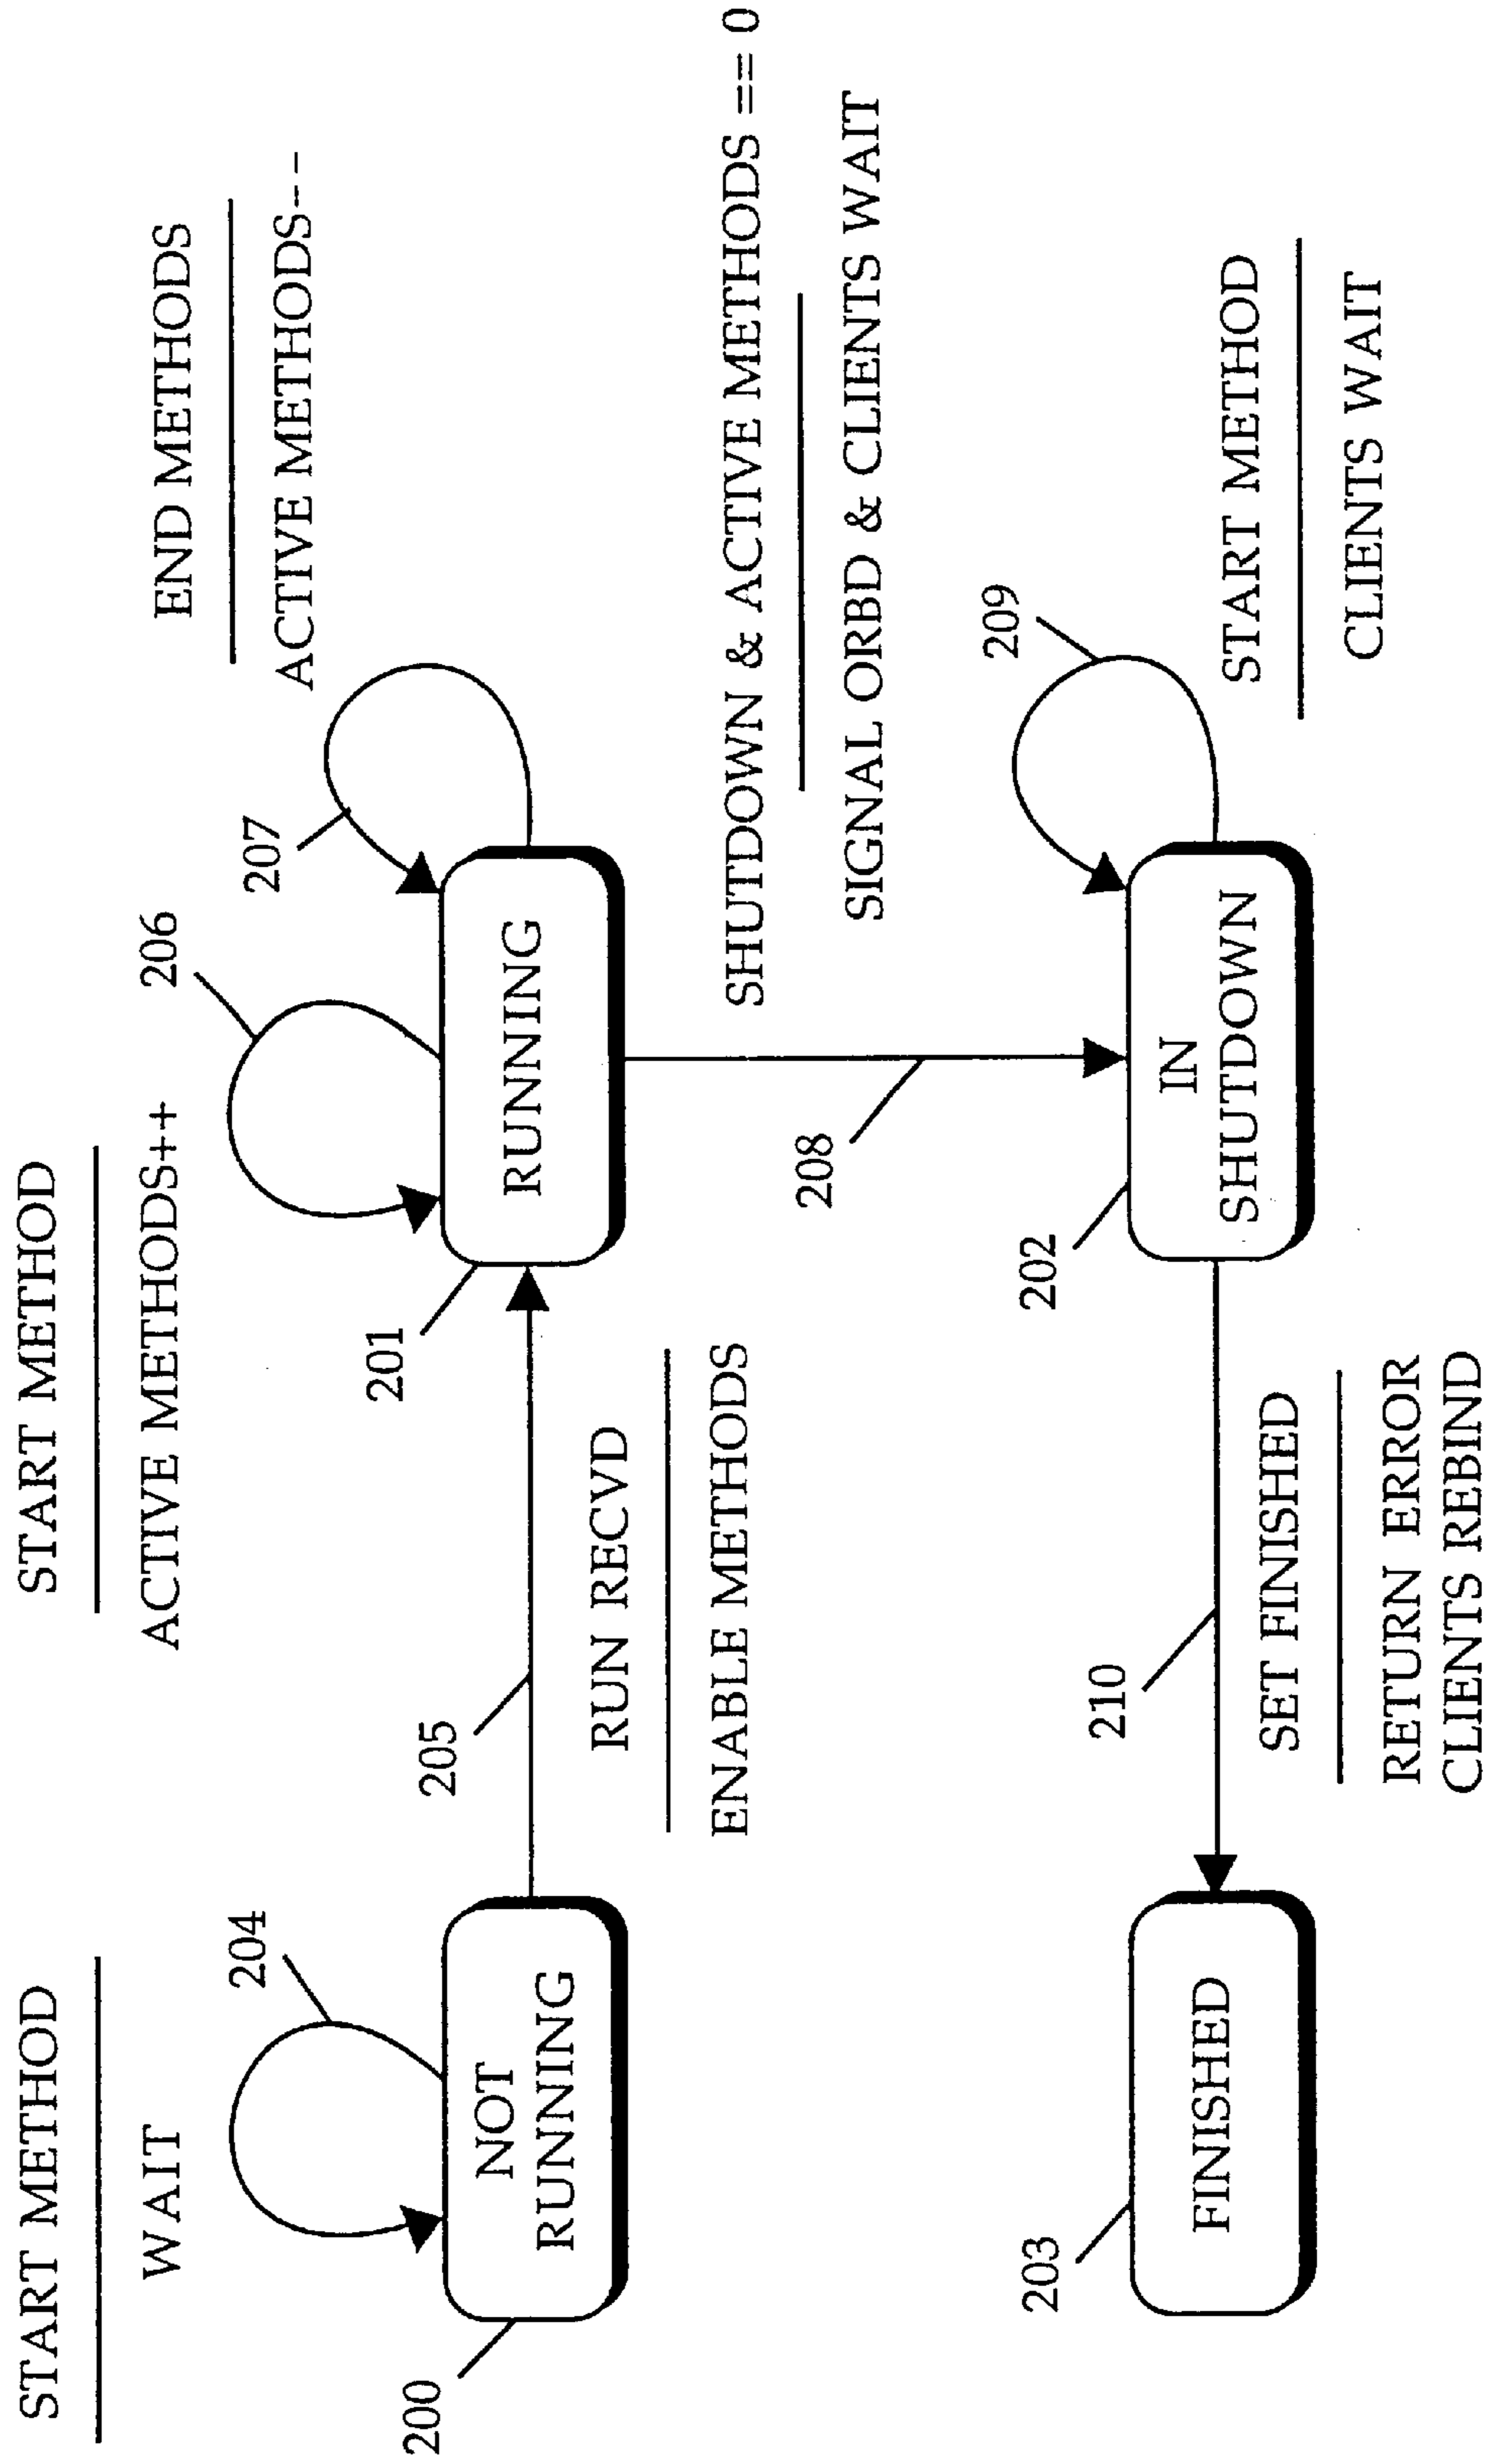 START METHOD
WAIT
204
NOT
RUNNING
200
START METHOD
ACTIVE METHODS++
206
END METHODS
ACTIVE METHODS--
207
RUNNING
201
205
RUN RECVD
ENABLE METHODS
SHUTDOWN & ACTIVE METHODS == 0
SIGNAL ORBD & CLIENTS WAIT
208
209
START METHOD
CLIENTS WAIT
IN
SHUTDOWN
202
210
SET FINISHED
RETURN ERROR
CLIENTS REBIND
203
FINISHED